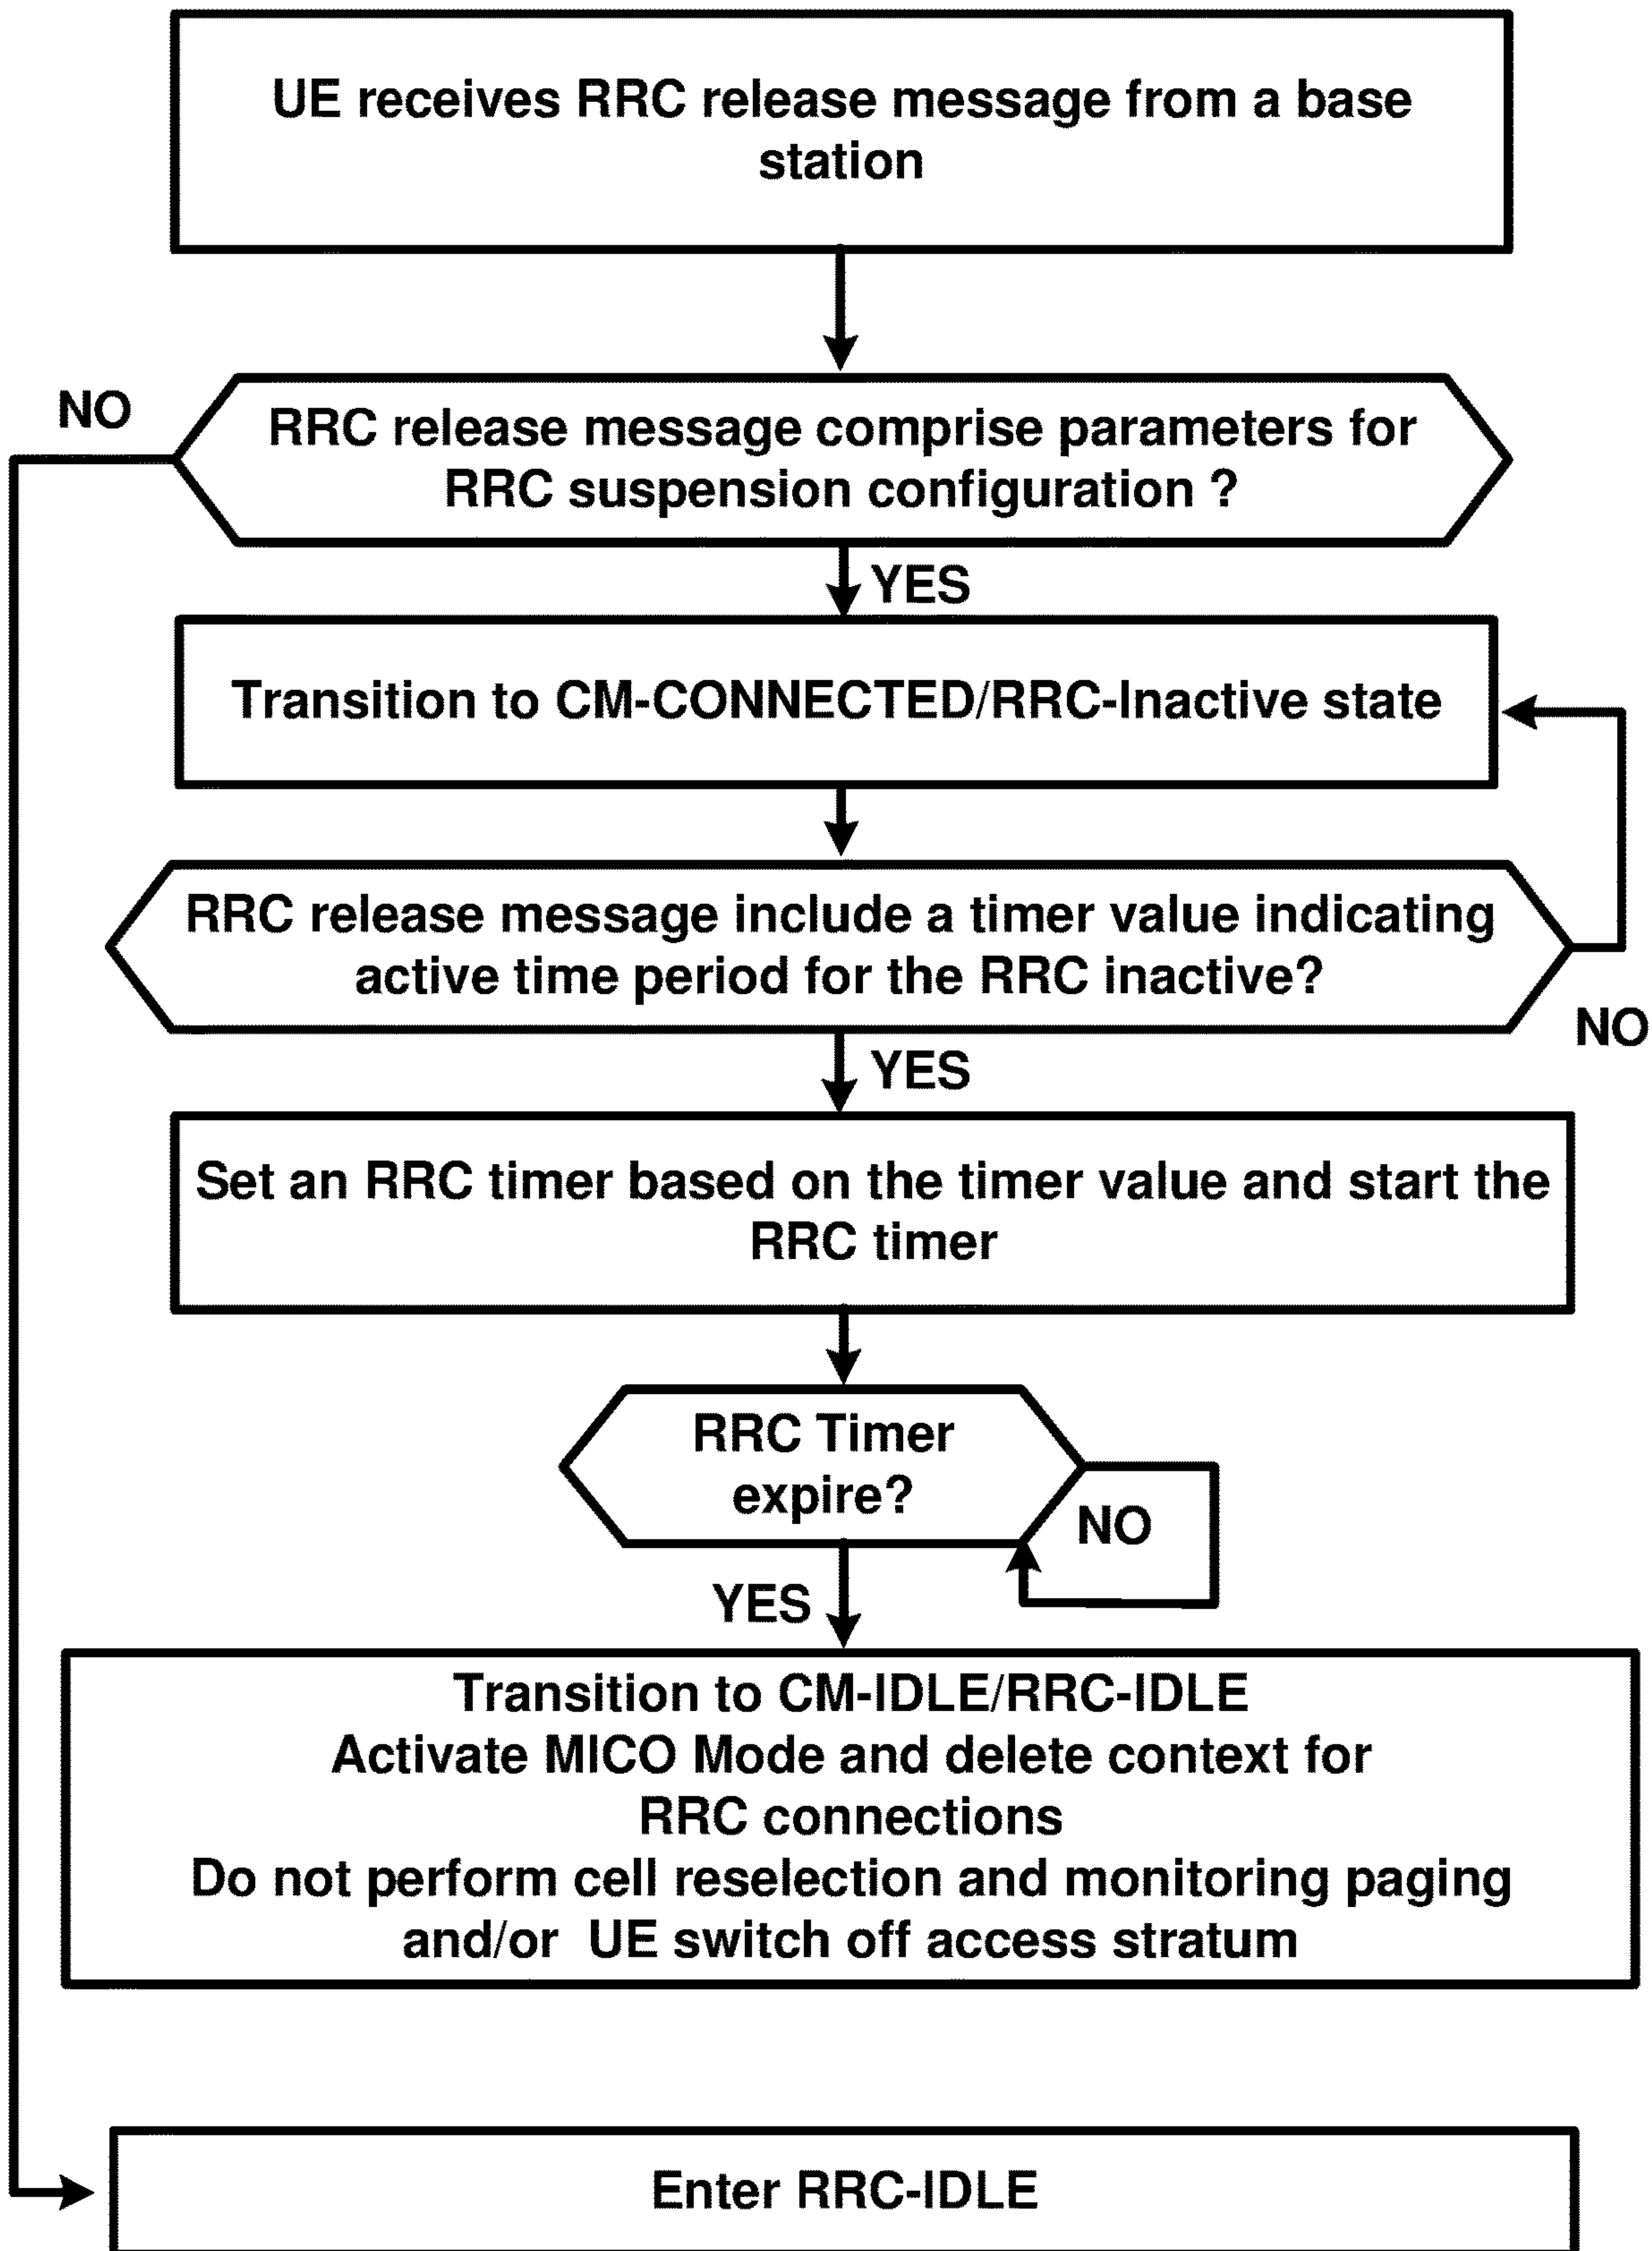 UE receives RRC release message from a base
station
NO
RRC release message comprise parameters for
RRC suspension configuration ?
YES
Transition to CM-CONNECTED/RRC-Inactive state
RRC release message include a timer value indicating
active time period for the RRC inactive?
NO
YES
Set an RRC timer based on the timer value and start the
RRC timer
RRC Timer
expire?
NO
YES
Transition to CM-IDLE/RRC-IDLE
Activate MICO Mode and delete context for
RRC connections
Do not perform cell reselection and monitoring paging
and/or UE switch off access stratum
Enter RRC-IDLE